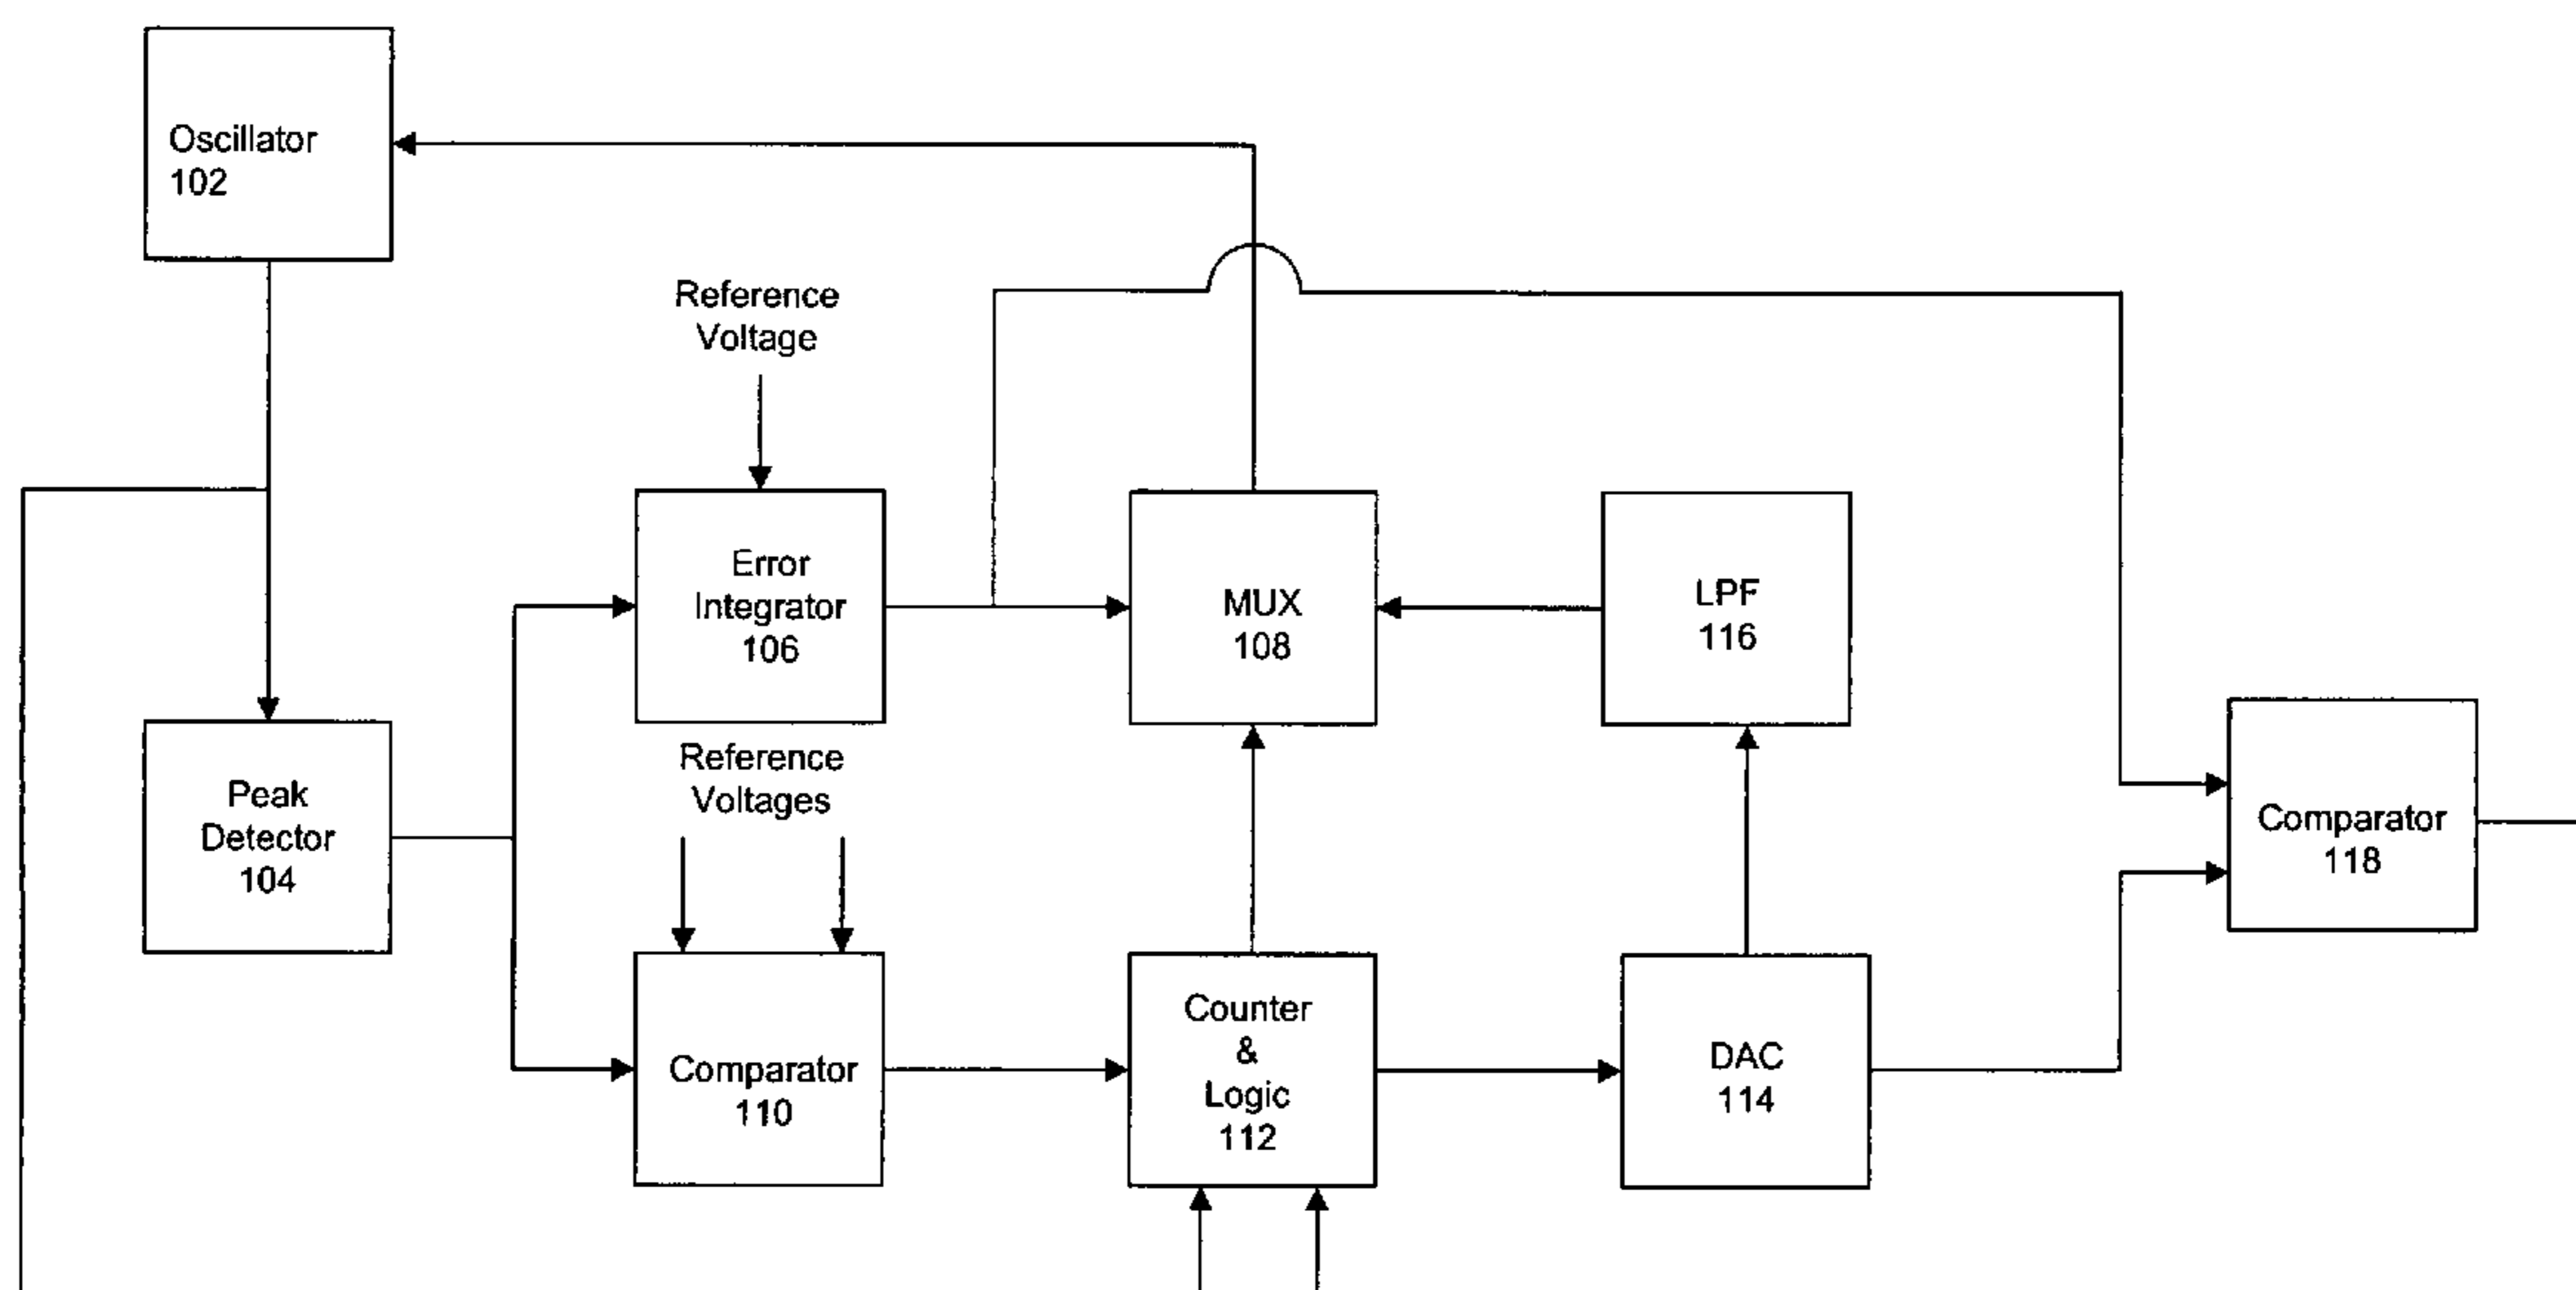 Oscillator
102
Reference
Voltage
Error
Integrator
106
MUX
108
LPF
116
Peak
Detector
104
Reference
Voltages
Comparator
118
Comparator
110
Counter
&
Logic
112
DAC
114